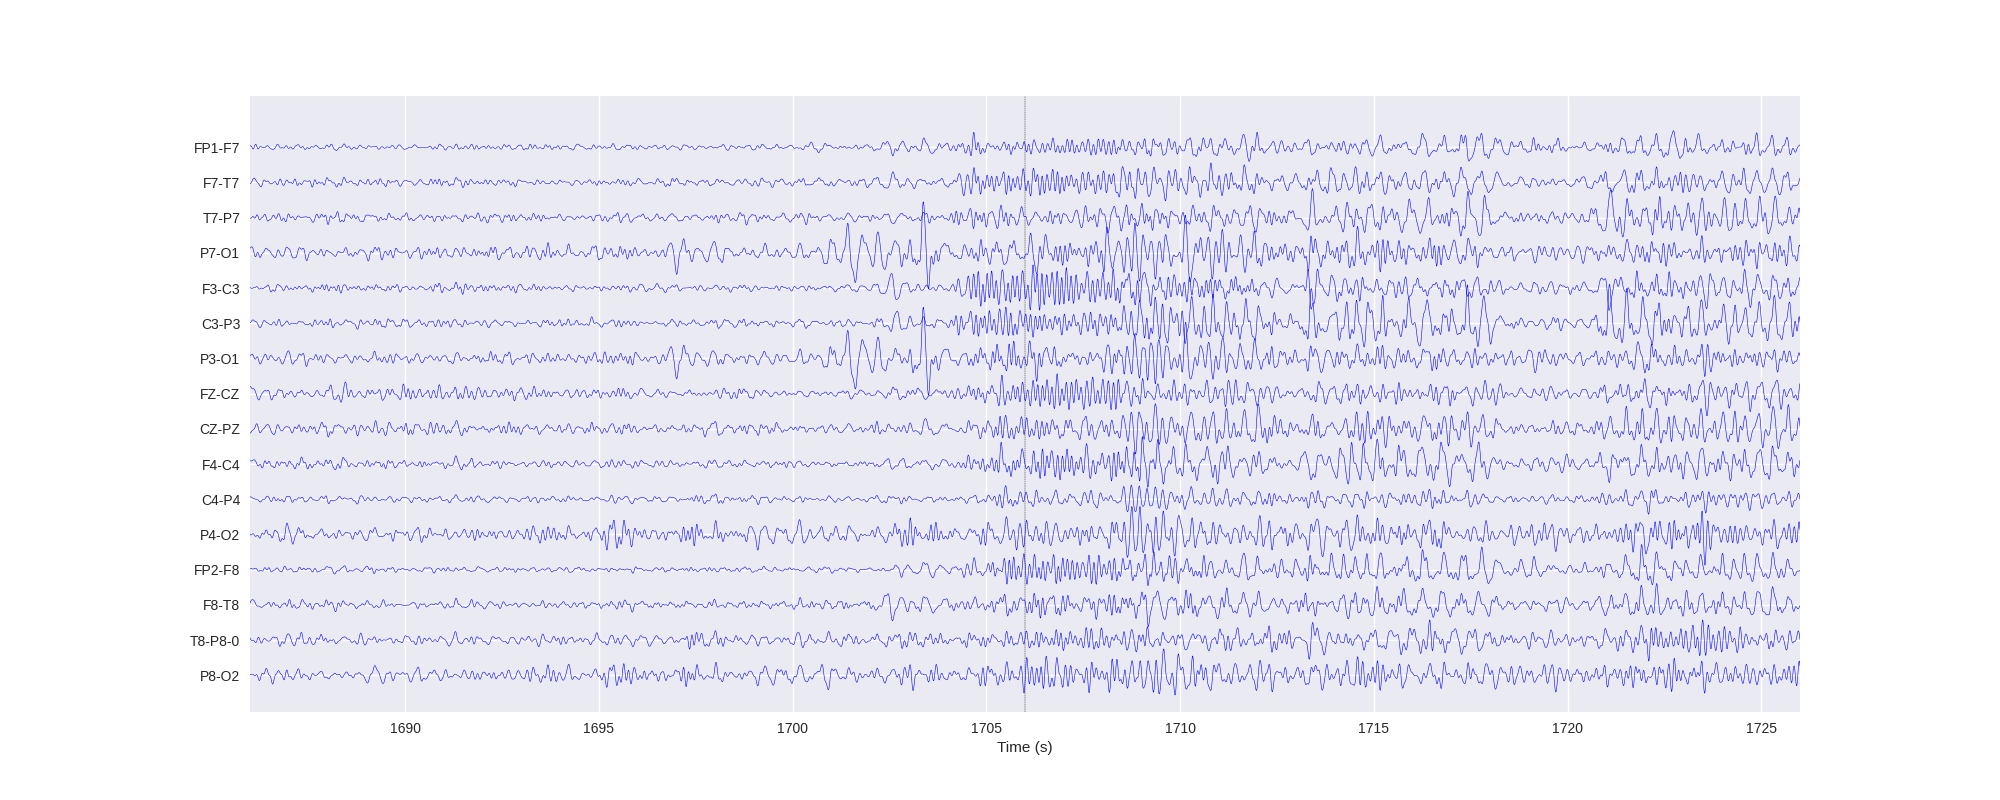 FP1-F7
F7-T7
T7-P7
P7-O1
F3-C3
C3-P3
P3-O1
FZ-CZ
CZ-PZ
F4-C4
C4-P4
P4-O2
FP2-F8
F8-T8
T8-P8-0
P8-O2
1690 1695 1700 1705 1710 1715 1720 1725
Time (s)